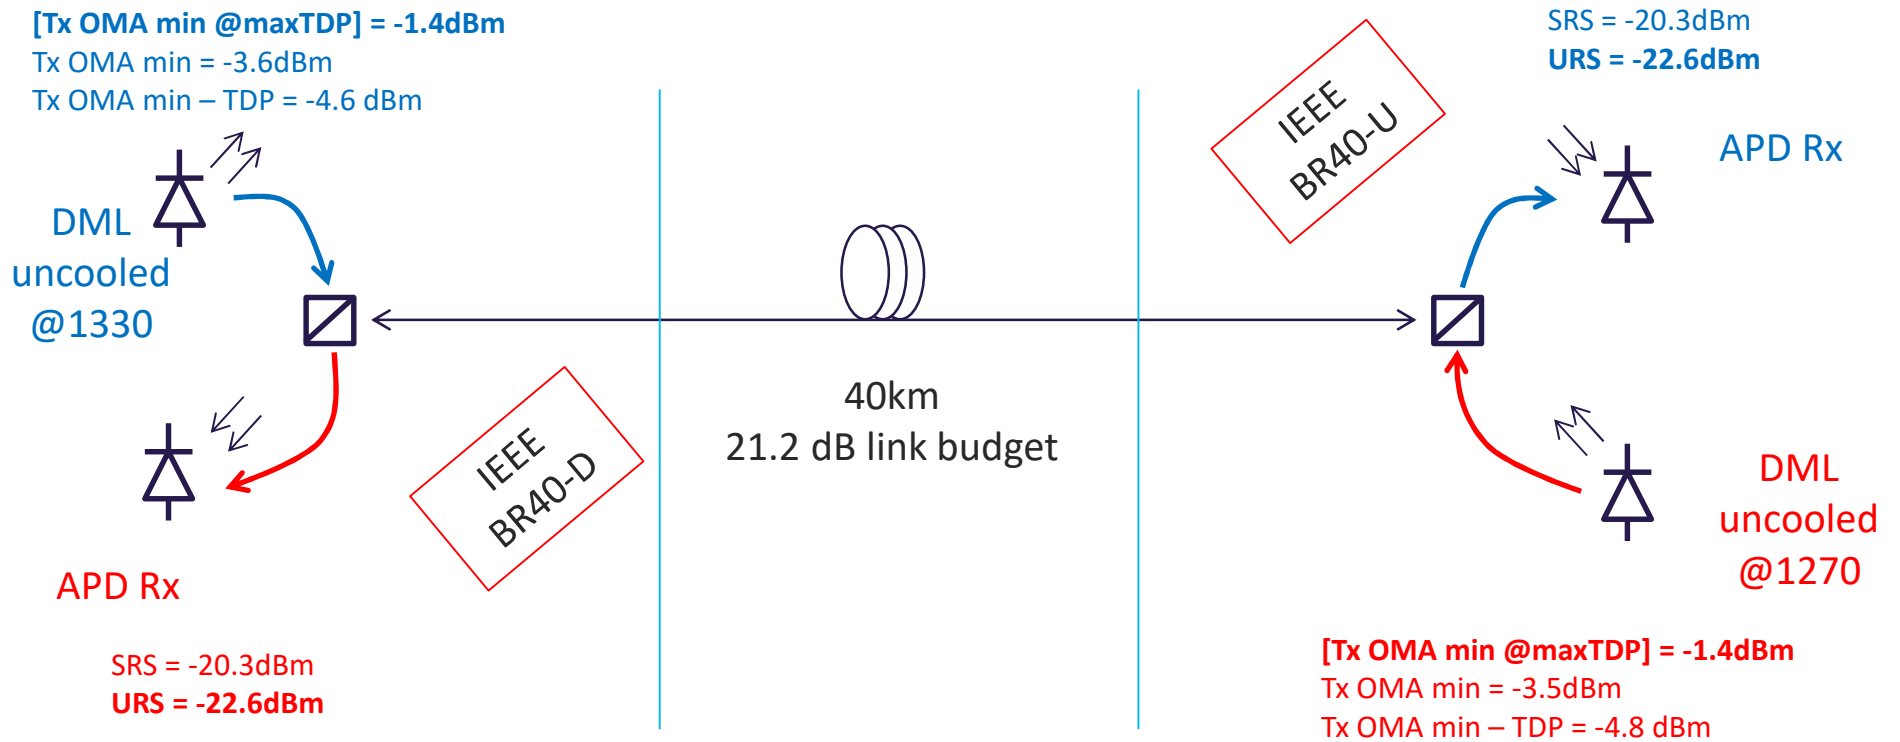 [Tx OMA min @maxTDP] = -1.4dBm
Tx OMA min = -3.6dBm
Tx OMA min – TDP = -4.6 dBm
SRS = -20.3dBm
URS = -22.6dBm
IEEE
BR40-U
APD Rx
DML
uncooled
@1330
40km
21.2 dB link budget
IEEE
BR40-D
DML
uncooled
@1270
APD Rx
SRS = -20.3dBm
URS = -22.6dBm
[Tx OMA min @maxTDP] = -1.4dBm
Tx OMA min = -3.5dBm
Tx OMA min – TDP = -4.8 dBm